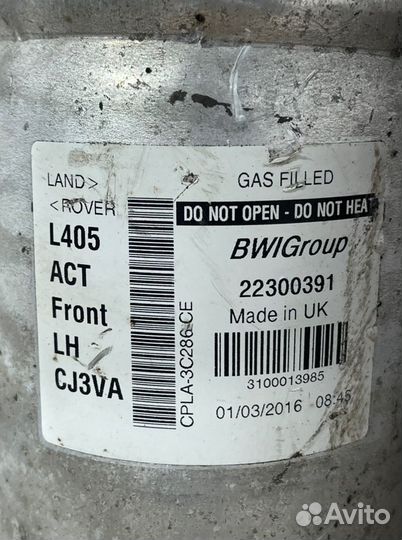 LAND>
<ROVER
L405
ACT
Front
LH
CJ3VA
CPLA-3C286-CE
GAS FILLED
DO NOT OPEN - DO NOT HEAT
BWIGroup
22300391
Made in UK
3100013985
01/03/2016 08:45
Avito